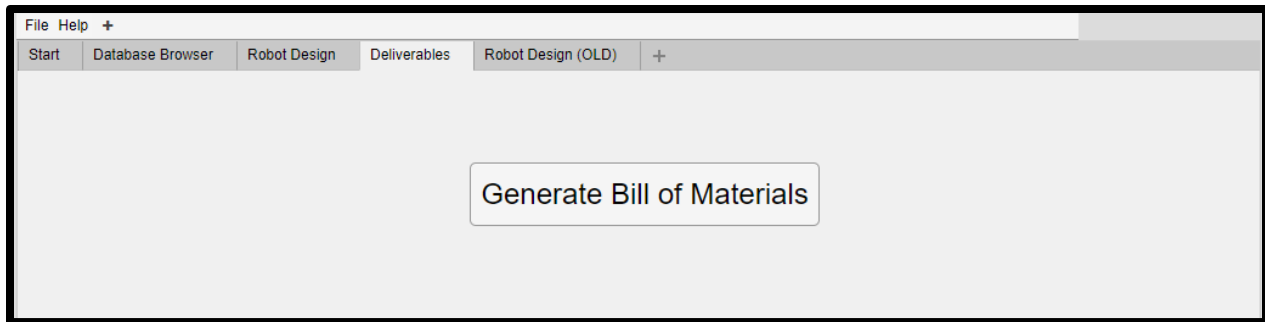 File Help +
Start Database Browser Robot Design Deliverables Robot Design (OLD) +
Generate Bill of Materials